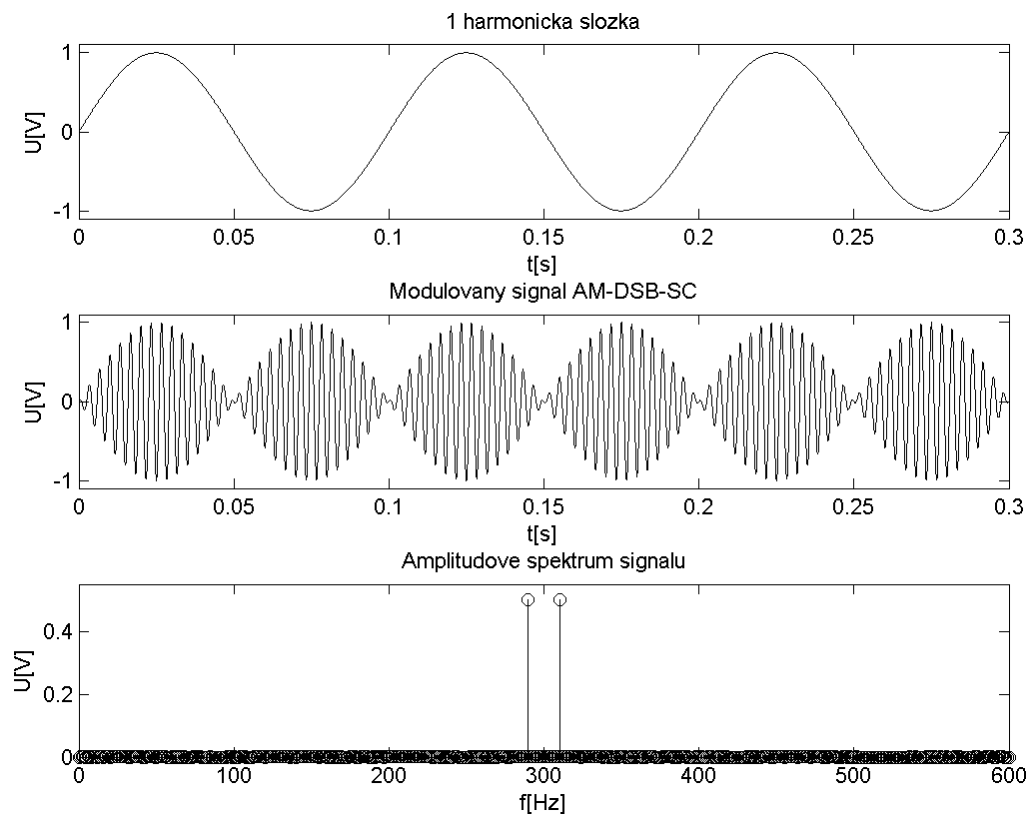 1 harmonicka slozka
1
0
-1
U[V]
0 0.05 0.1 0.15 0.2 0.25 0.3
t[s]
Modulovany signal AM-DSB-SC
1
0
-1
U[V]
0 0.05 0.1 0.15 0.2 0.25 0.3
t[s]
Amplitudove spektrum signalu
0.4
0.2
0
U[V]
0 100 200 300 400 500 600
f[Hz]